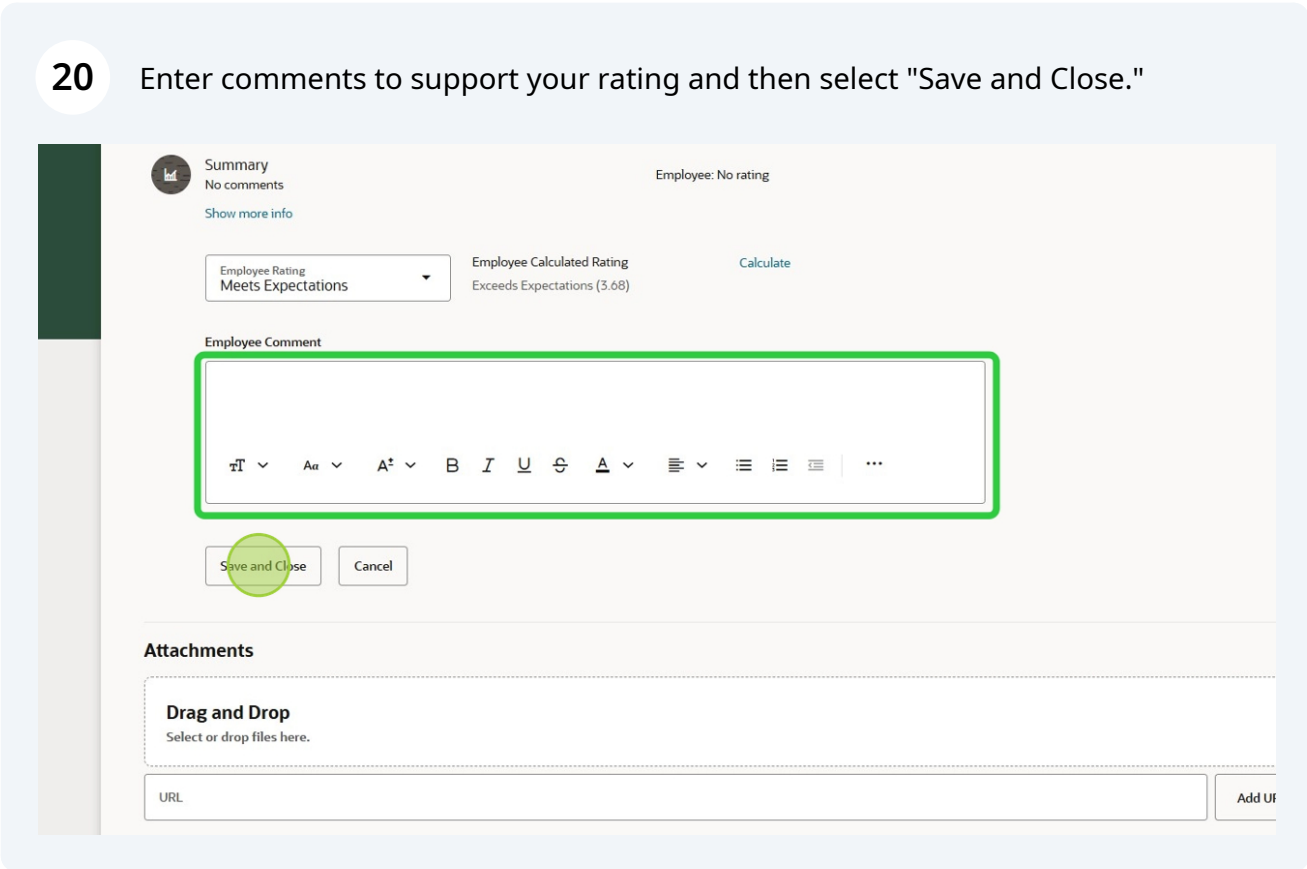 20 Enter comments to support your rating and then select "Save and Close."
Summary
No comments
Employee: No rating
Show more info
Employee Rating
Meets Expectations
Employee Calculated Rating
Exceeds Expectations (3.68)
Calculate
Employee Comment
Save and Close
Cancel
Attachments
Drag and Drop
Select or drop files here.
URL
Add